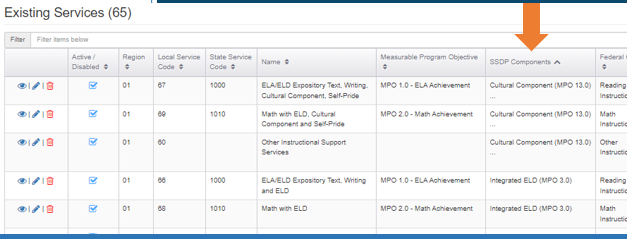 Existing Services (65)
Filter Filter items below
Active / Disabled Region Local Service Code State Service Code Name Measurable Program Objective SSDP Components Federal
01 67 1000 ELA/ELD Expository Text, Writing, Cultural Component, Self-Pride MPO 1.0 - ELA Achievement Cultural Component (MPO 13.0) ... Reading Instructi
01 69 1010 Math with ELD, Cultural Component and Self-Pride MPO 2.0 - Math Achievement Cultural Component (MPO 13.0) ... Math Instructi
01 60 Other Instructional Support Services Cultural Component (MPO 13.0) ... Other Instructi
01 66 1000 ELA/ELD Expository Text, Writing and ELD MPO 1.0 - ELA Achievement Integrated ELD (MPO 3.0) Reading Instructi
01 68 1010 Math with ELD MPO 2.0 - Math Achievement Integrated ELD (MPO 3.0) Math Instructi